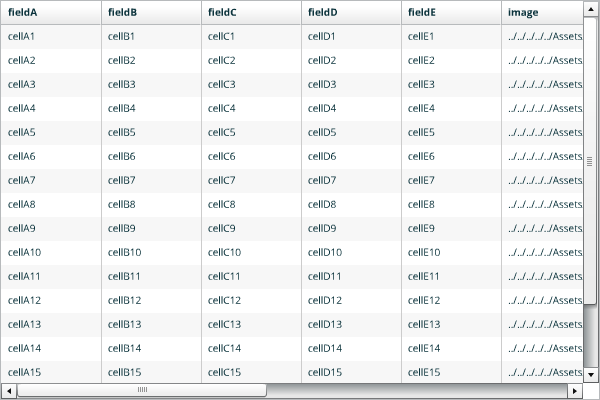 fieldA fieldB fieldC fieldD fieldE image
cellA1 cellB1 cellC1 cellD1 cellE1 ../../../../../Assets
cellA2 cellB2 cellC2 cellD2 cellE2 ../../../../../Assets
cellA3 cellB3 cellC3 cellD3 cellE3 ../../../../../Assets
cellA4 cellB4 cellC4 cellD4 cellE4 ../../../../../Assets
cellA5 cellB5 cellC5 cellD5 cellE5 ../../../../../Assets
cellA6 cellB6 cellC6 cellD6 cellE6 ../../../../../Assets
cellA7 cellB7 cellC7 cellD7 cellE7 ../../../../../Assets
cellA8 cellB8 cellC8 cellD8 cellE8 ../../../../../Assets
cellA9 cellB9 cellC9 cellD9 cellE9 ../../../../../Assets
cellA10 cellB10 cellC10 cellD10 cellE10 ../../../../../Assets
cellA11 cellB11 cellC11 cellD11 cellE11 ../../../../../Assets
cellA12 cellB12 cellC12 cellD12 cellE12 ../../../../../Assets
cellA13 cellB13 cellC13 cellD13 cellE13 ../../../../../Assets
cellA14 cellB14 cellC14 cellD14 cellE14 ../../../../../Assets
cellA15 cellB15 cellC15 cellD15 cellE15 ../../../../../Assets